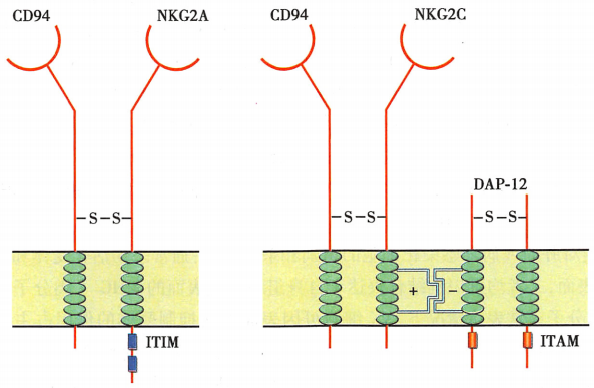 CD94 NKG2A CD94 NKG2C
DAP-12
-S-S- -S-S- -S-S-
+ -
ITIM ITAM